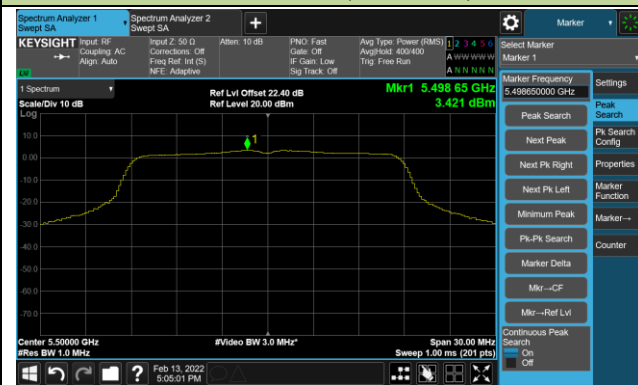 Spectrum Analyzer 1
Swept SA
Spectrum Analyzer 2
Swept SA
+
Marker
KEYSIGHT
Input: RF
Coupling: AC
Align: Auto
Input Z: 50 Ω
Corrections: Off
Freq Ref: Int (S)
NFE: Adaptive
Atten: 10 dB
PNO: Fast
Gate: Off
IF Gain: Low
Sig Track: Off
Avg Type: Power (RMS)
Avg|Hold: 400/400
Trig: Free Run
1 2 3 4 5 6
A W W W W W
A N N N N N
LXI
Select Marker
Marker 1
1 Spectrum
Scale/Div 10 dB
Log
Ref Lvl Offset 22.40 dB
Ref Level 20.00 dBm
Mkr1 5.498 65 GHz
3.421 dBm
10.0
0.00
-10.0
-20.0
-30.0
-40.0
-50.0
-60.0
-70.0
1
Center 5.50000 GHz
#Res BW 1.0 MHz
#Video BW 3.0 MHz*
Span 30.00 MHz
Sweep 1.00 ms (201 pts)
Marker Frequency
5.498650000 GHz
Peak Search
Next Peak
Next Pk Right
Next Pk Left
Minimum Peak
Pk-Pk Search
Marker Delta
Mkr→CF
Mkr→Ref Lvl
Continuous Peak
Search
On
Off
Settings
Peak
Search
Pk Search
Config
Properties
Marker
Function
Marker→
Counter
?
Feb 13, 2022
5:05:01 PM